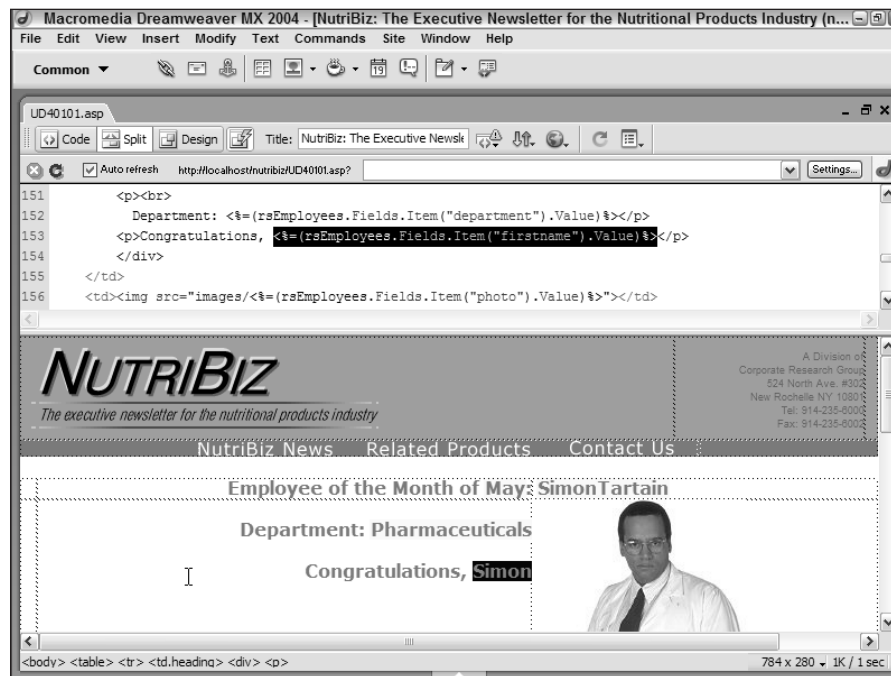 Macromedia Dreamweaver MX 2004 - [NutriBiz: The Executive Newsletter for the Nutritional Products Industry (n...
File Edit View Insert Modify Text Commands Site Window Help
Common
19
UD40101.asp
Code Split Design Title: NutriBiz: The Executive Newsle
Auto refresh http://localhost/nutribiz/UD40101.asp? Settings...
151 <p><br>
152 Department: <%=(rsEmployees.Fields.Item("department").Value)%></p>
153 <p>Congratulations, <%=(rsEmployees.Fields.Item("firstname").Value)%></p>
154 </div>
155 </td>
156 <td><img src="images/<%=(rsEmployees.Fields.Item("photo").Value)%>"></td>
NUTRIBIZ
The executive newsletter for the nutritional products industry
A Division of
Corporate Research Group
524 North Ave. #302
New Rochelle NY 10801
Tel: 914-235-6000
Fax: 914-235-6002
NutriBiz News Related Products Contact Us
Employee of the Month of May: SimonTartain
Department: Pharmaceuticals
Congratulations, Simon
<body> <table> <tr> <td.heading> <div> <p> 784 x 280 1K / 1 sec